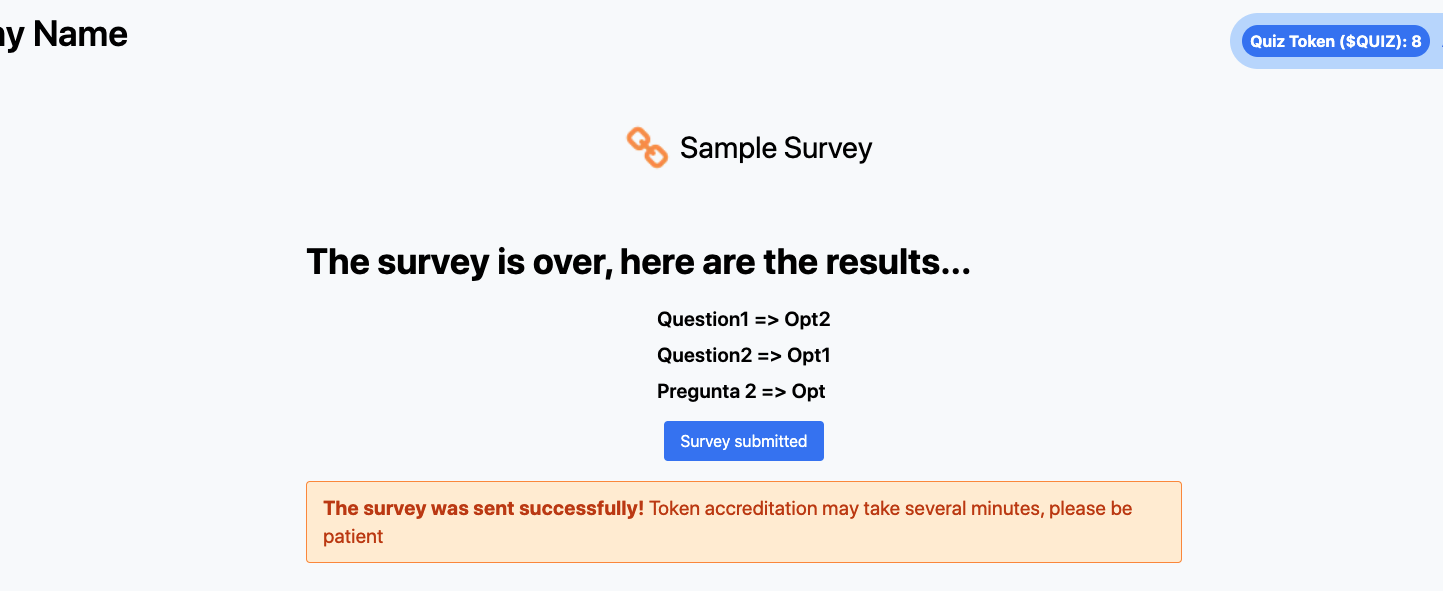 Name
Quiz Token ($QUIZ): 8
Sample Survey
The survey is over, here are the results...
Question1 => Opt2
Question2 => Opt1
Pregunta 2 => Opt
Survey submitted
The survey was sent successfully! Token accreditation may take several minutes, please be
patient